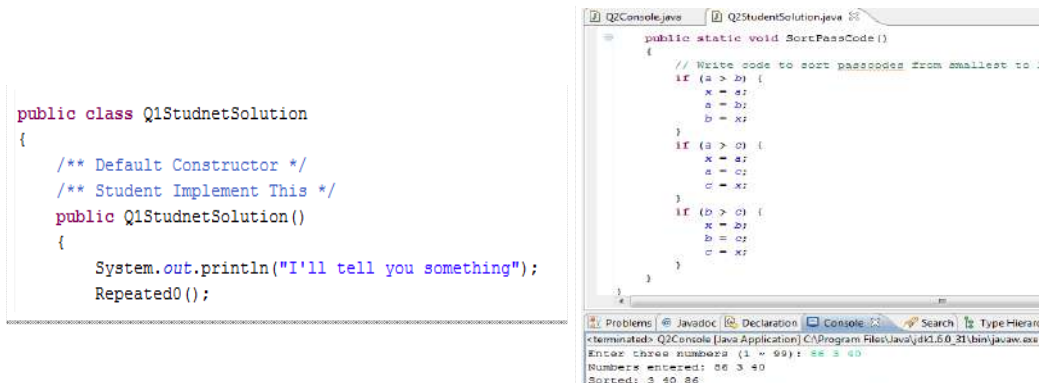 public class Q1StudnetSolution
{
/** Default Constructor */
/** Student Implement This */
public Q1StudnetSolution()
{
System.out.println("I'll tell you something");
Repeated0();
Q2Console.java Q2StudentSolution.java
public static void SortPassCode()
{
// Write code to sort passcodes from smallest to
if (a > b) {
x = a;
a = b;
b = x;
}
if (a > c) {
x = a;
a = c;
c = x;
}
if (b > c) {
x = b;
b = c;
c = x;
}
}
}
Problems Javadoc Declaration Console Search Type Hierarc
<terminated> Q2Console [Java Application] C:\Program Files\Java\jdk1.6.0_31\bin\javaw.exe
Enter three numbers (1 ~ 99): 86 3 40
Numbers entered: 86 3 40
Sorted: 3 40 86